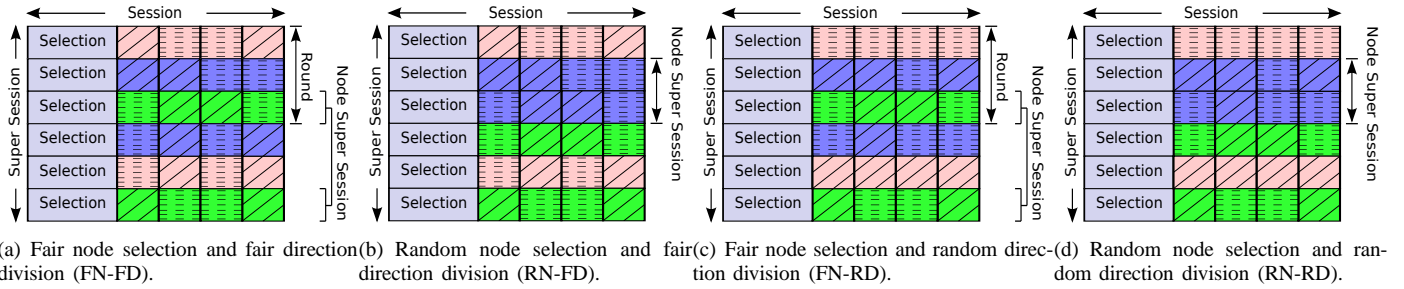 Session
Super Session
Selection
Selection
Selection
Selection
Selection
Selection
Round
Node Super Session
(a) Fair node selection and fair direction
division (FN-FD).
Session
Super Session
Selection
Selection
Selection
Selection
Selection
Selection
Node Super Session
(b) Random node selection and fair
direction division (RN-FD).
Session
Super Session
Selection
Selection
Selection
Selection
Selection
Selection
Round
Node Super Session
(c) Fair node selection and random direc-
tion division (FN-RD).
Session
Super Session
Selection
Selection
Selection
Selection
Selection
Selection
Node Super Session
(d) Random node selection and ran-
dom direction division (RN-RD).